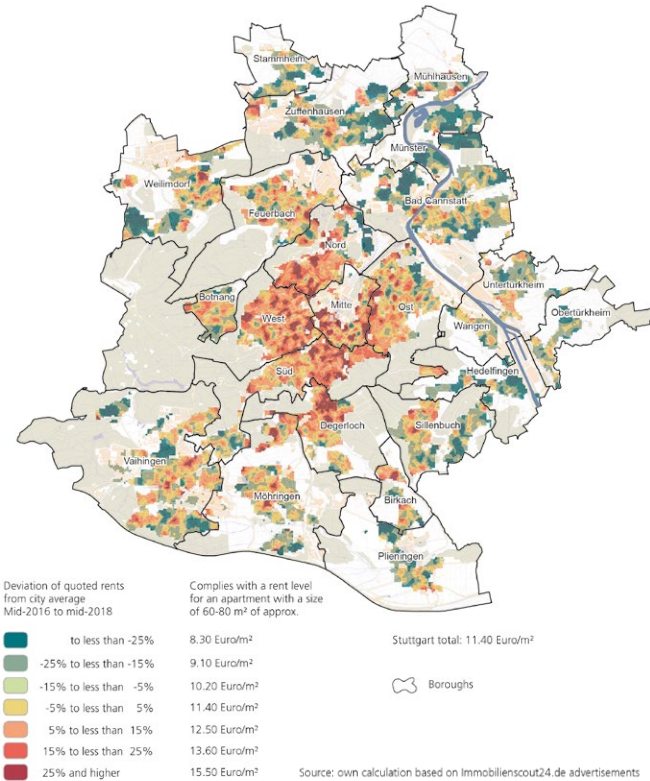 Stammheim
Mühlhausen
Zuffenhausen
Münster
Weilimdorf
Bad Cannstatt
Feuerbach
Nord
Untertürkheim
Botnang
Mitte
Ost
Obertürkheim
West
Wangen
Süd
Hedelfingen
Degerloch
Sillenbuch
Vaihingen
Möhringen
Birkach
Plieningen
Deviation of quoted rents
from city average
Mid-2016 to mid-2018
Complies with a rent level
for an apartment with a size
of 60-80 m² of approx.
to less than -25% 8.30 Euro/m² Stuttgart total: 11.40 Euro/m²
-25% to less than -15% 9.10 Euro/m²
-15% to less than -5% 10.20 Euro/m² Boroughs
-5% to less than 5% 11.40 Euro/m²
5% to less than 15% 12.50 Euro/m²
15% to less than 25% 13.60 Euro/m²
25% and higher 15.50 Euro/m²
Source: own calculation based on Immobilienscout24.de advertisements